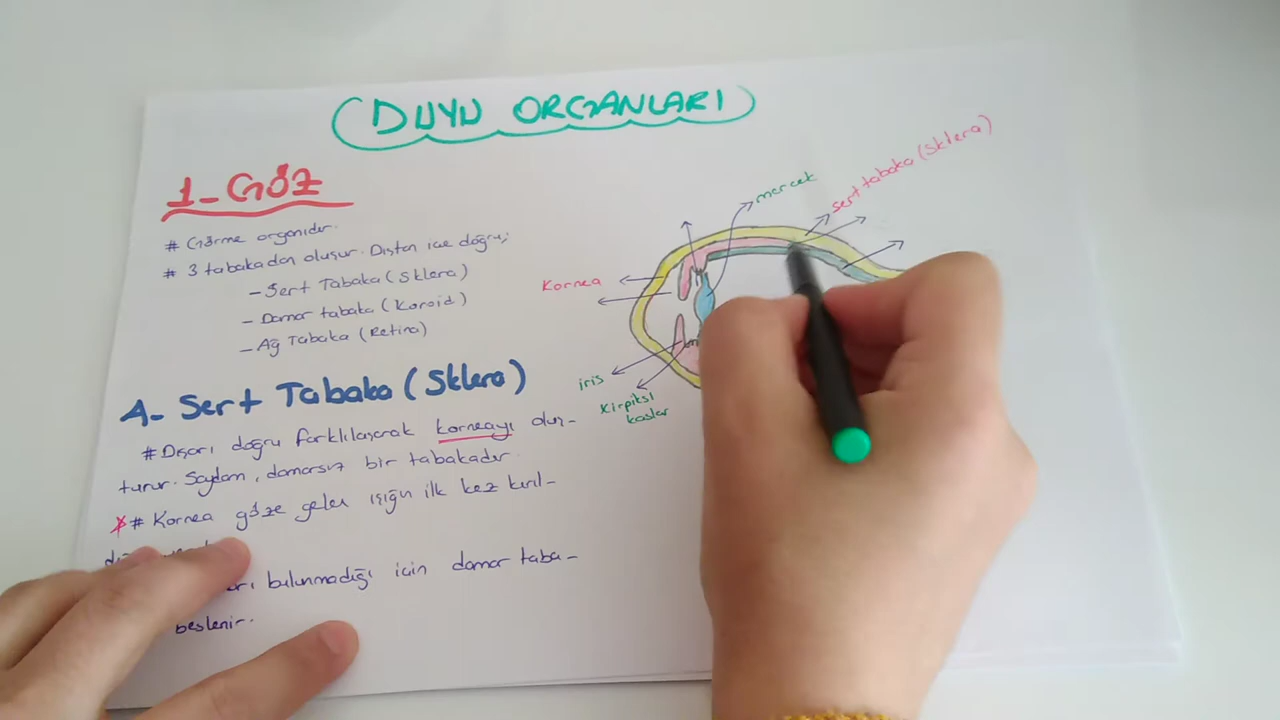 DUYU ORGANLARI
1- GÖZ
# Görme organıdır.
# 3 tabakadan oluşur. Dıştan içe doğru;
- Sert Tabaka (Sklera)
- Damar tabaka (Koroid)
- Ağ Tabaka (Retina)
A- Sert Tabaka (Sklera)
# Dışarı doğru farklılaşarak korneayı oluş-
turur. Saydam, damarsız bir tabakadır.
# Kornea göze gelen ışığın ilk kez kırıl-
bulunmadığı için damar taba-
beslenir.
mercek
sert tabaka (Sklera)
Kornea
iris
Kirpiksi
kaslar